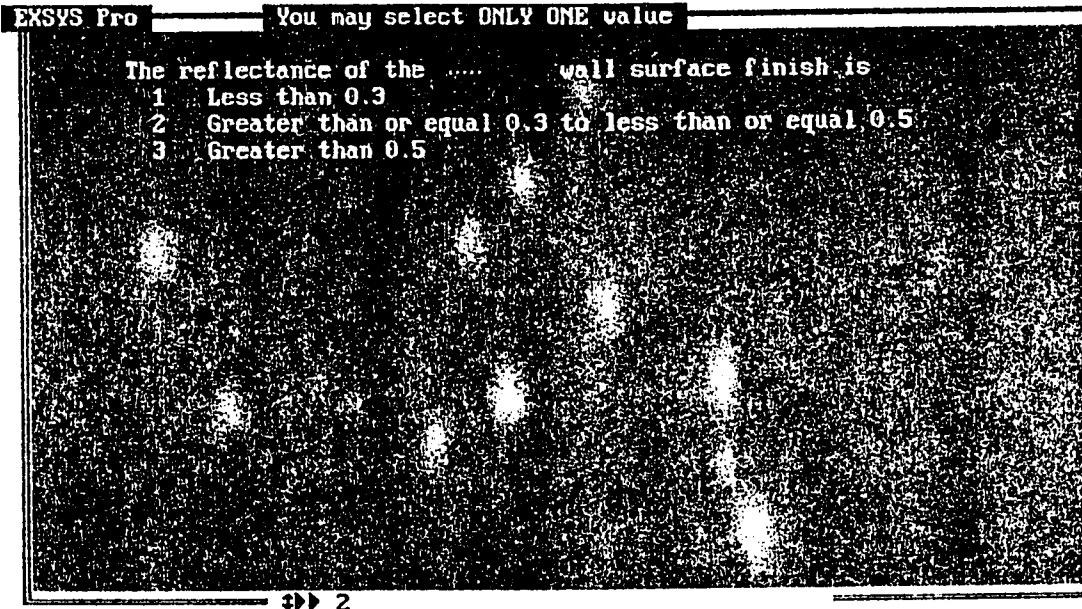 EXSYS Pro You may select ONLY ONE value
The reflectance of the ..... wall surface finish is
1 Less than 0.3
2 Greater than or equal 0.3 to less than or equal 0.5
3 Greater than 0.5
2